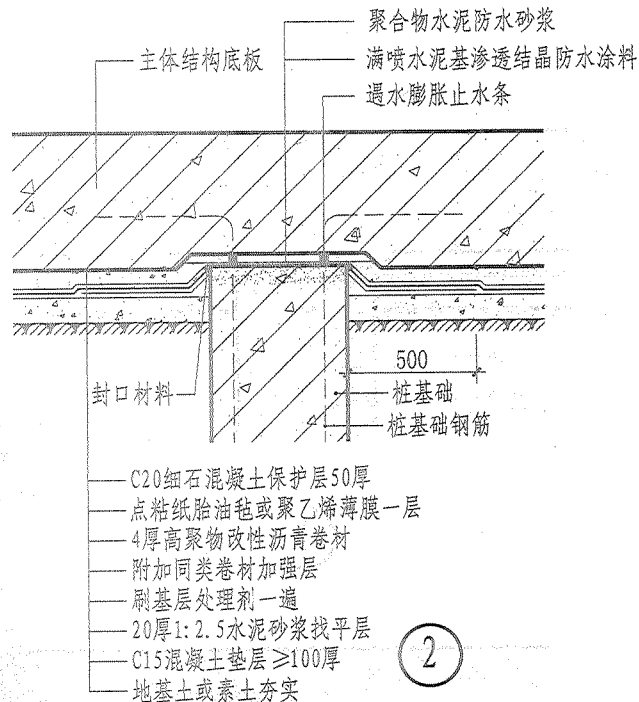 聚合物水泥防水砂浆
主体结构底板
满喷水泥基渗透结晶防水涂料
遇水膨胀止水条
500
封口材料
桩基础
桩基础钢筋
C20细石混凝土保护层50厚
点粘纸胎油毡或聚乙烯薄膜一层
4厚高聚物改性沥青卷材
附加同类卷材加强层
刷基层处理剂一遍
20厚1:2.5水泥砂浆找平层
C15混凝土垫层≥100厚
地基土或素土夯实
2